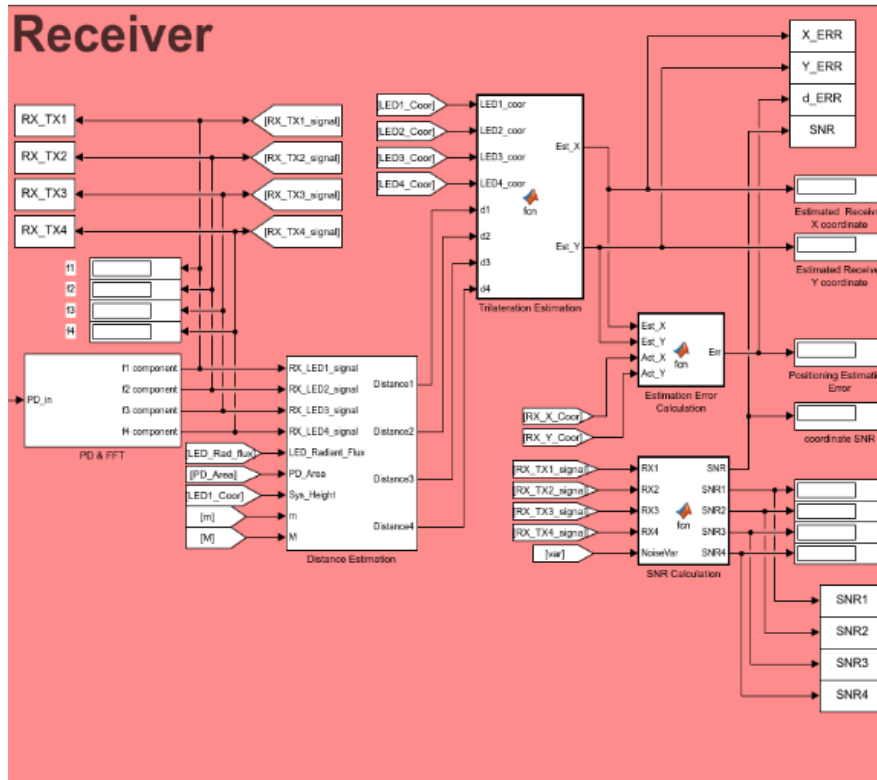 Receiver
RX_TX1
RX_TX2
RX_TX3
RX_TX4
[RX_TX1_signal]
[RX_TX2_signal]
[RX_TX3_signal]
[RX_TX4_signal]
f1
f2
f3
f4
PD_in
f1 component
f2 component
f3 component
f4 component
PD & FFT
[LED_Rad_flux]
[PD_Area]
[LED1_Coor]
[m]
[M]
RX_LED1_signal
RX_LED2_signal
RX_LED3_signal
RX_LED4_signal
LED_Radiant_Flux
PD_Area
Sys_Height
m
M
Distance1
Distance2
Distance3
Distance4
Distance Estimation
[LED1_Coor]
[LED2_Coor]
[LED3_Coor]
[LED4_Coor]
LED1_coor
LED2_coor
LED3_coor
LED4_coor
d1
d2
d3
d4
fcn
Est_X
Est_Y
Trilateration Estimation
[RX_X_Coor]
[RX_Y_Coor]
Est_X
Est_Y
Act_X
Act_Y
fcn
Err
Estimation Error
Calculation
[RX_TX1_signal]
[RX_TX2_signal]
[RX_TX3_signal]
[RX_TX4_signal]
[var]
RX1
RX2
RX3
RX4
NoiseVar
fcn
SNR
SNR1
SNR2
SNR3
SNR4
SNR Calculation
X_ERR
Y_ERR
d_ERR
SNR
Estimated Receive
X coordinate
Estimated Receive
Y coordinate
Positioning Estimati
Error
coordinate SNR
SNR1
SNR2
SNR3
SNR4